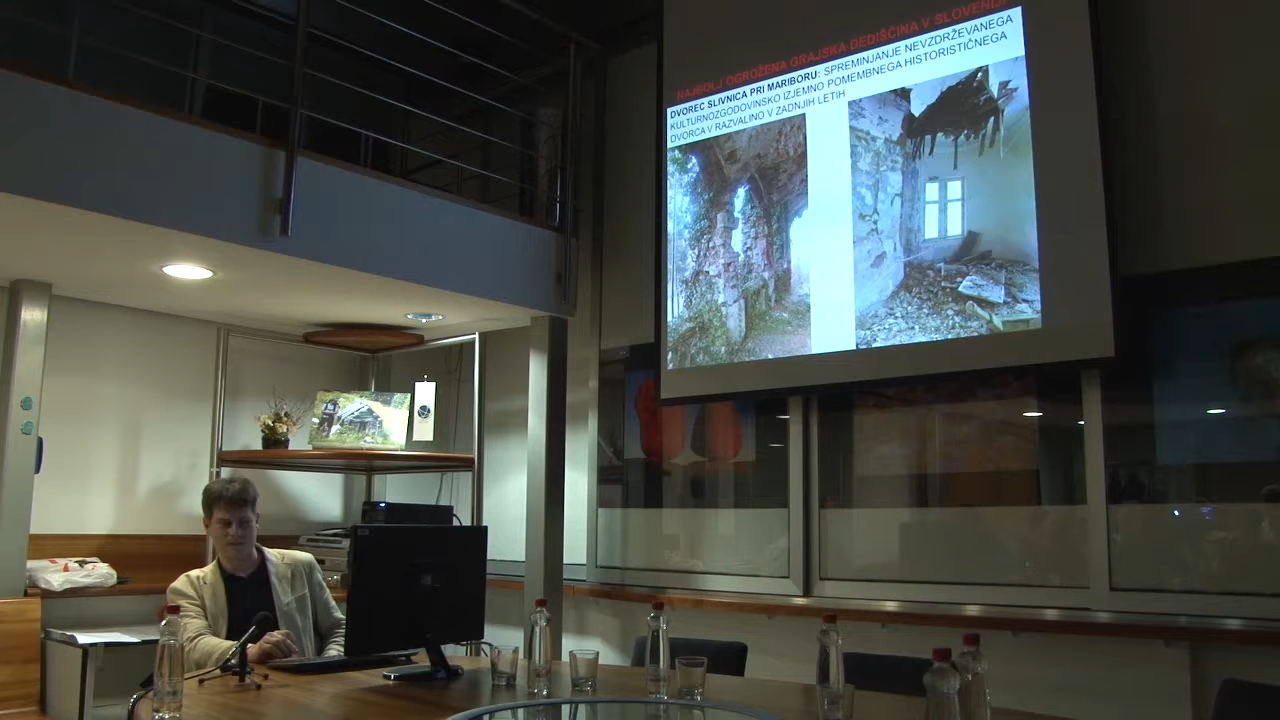 NAJBOLJ OGROŽENA GRAJSKA DEDIŠČINA V SLOVENIJI
DVOREC SLIVNICA PRI MARIBORU: SPREMINJANJE NEVZDRŽEVANEGA
KULTURNOZGODOVINSKO IZJEMNO POMEMBNEGA HISTORISTIČNEGA
DVORCA V RAZVALINO V ZADNJIH LETIH